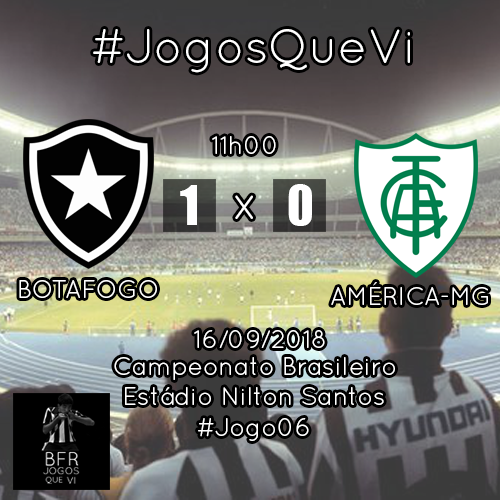 #JogosQueVi
11h00
1 x 0
BOTAFOGO
AMÉRICA-MG
16/09/2018
Campeonato Brasileiro
Estádio Nilton Santos
#Jogo06
HYUNDAI
BFR
JOGOS
QUE VI